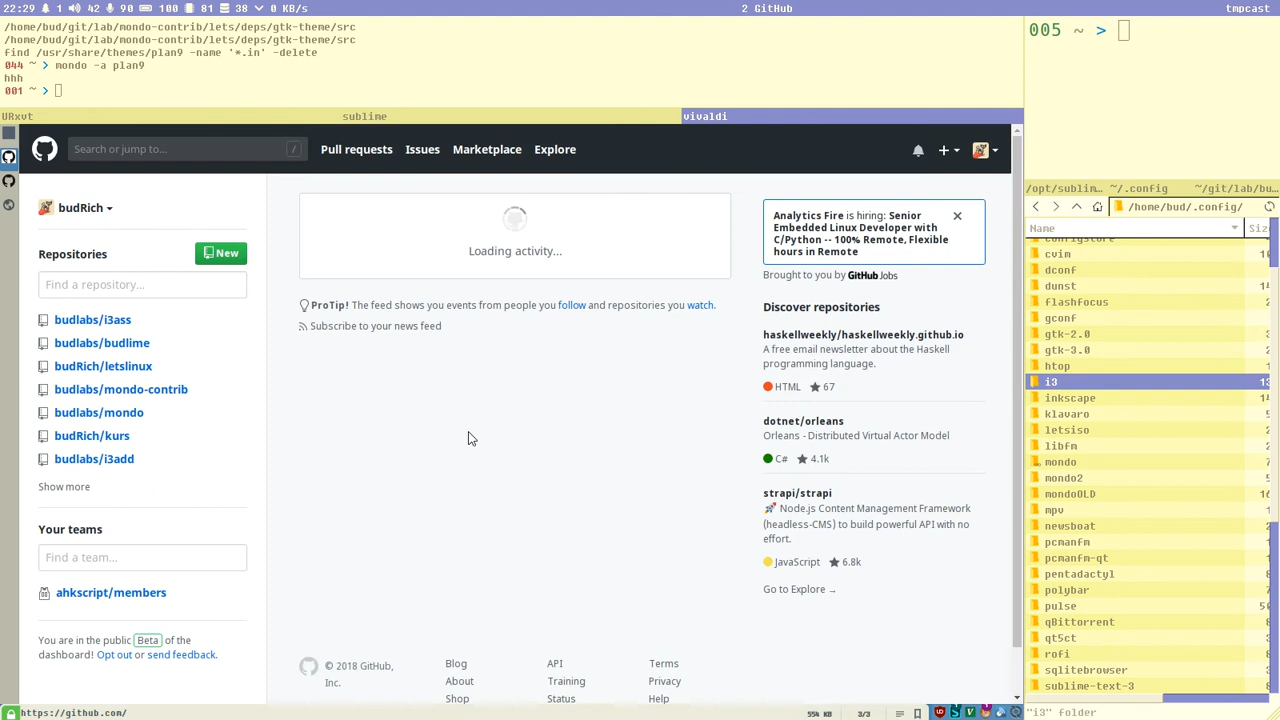 22:29 1 42 90 100 81 38 0 KB/s
2 GitHub
tmpcast
/home/bud/git/lab/mondo-contrib/lets/deps/gtk-theme/src
/home/bud/git/lab/mondo-contrib/lets/deps/gtk-theme/src
find /usr/share/themes/plan9 -name '*.in' -delete
044 ~ > mondo -a plan9
hhh
001 ~ >
005 ~ >
URxvt
sublime
vivaldi
Search or jump to... /
Pull requests Issues Marketplace Explore
budRich
Repositories
New
Find a repository...
budlabs/i3ass
budlabs/budlime
budRich/letslinux
budlabs/mondo-contrib
budlabs/mondo
budRich/kurs
budlabs/i3add
Show more
Your teams
Find a team...
ahkscript/members
You are in the public Beta of the
dashboard! Opt out or send feedback.
Loading activity...
ProTip! The feed shows you events from people you follow and repositories you watch.
Subscribe to your news feed
Analytics Fire is hiring: Senior
Embedded Linux Developer with
C/Python -- 100% Remote, Flexible
hours in Remote
Brought to you by GitHub Jobs
Discover repositories
haskellweekly/haskellweekly.github.io
A free email newsletter about the Haskell
programming language.
HTML 67
dotnet/orleans
Orleans - Distributed Virtual Actor Model
C# 4.1k
strapi/strapi
🚀 Node.js Content Management Framework
(headless-CMS) to build powerful API with no
effort.
JavaScript 6.8k
Go to Explore →
© 2018 GitHub,
Inc.
Blog
About
Shop
API
Training
Status
Terms
Privacy
Help
https://github.com/
554 KB 3/3
/opt/sublim... ~/.config ~/git/lab/bu...
/home/bud/.config/
Name
Siz
configstore
cvim
dconf
dunst
flashfocus
gconf
gtk-2.0
gtk-3.0
htop
i3
inkscape
klavaro
letsiso
libfm
mondo
mondo2
mondoOLD
mpv
newsboat
pcmanfm
pcmanfm-qt
pentadactyl
polybar
pulse
qBittorrent
qt5ct
rofi
sqlitebrowser
sublime-text-3
"i3" folder